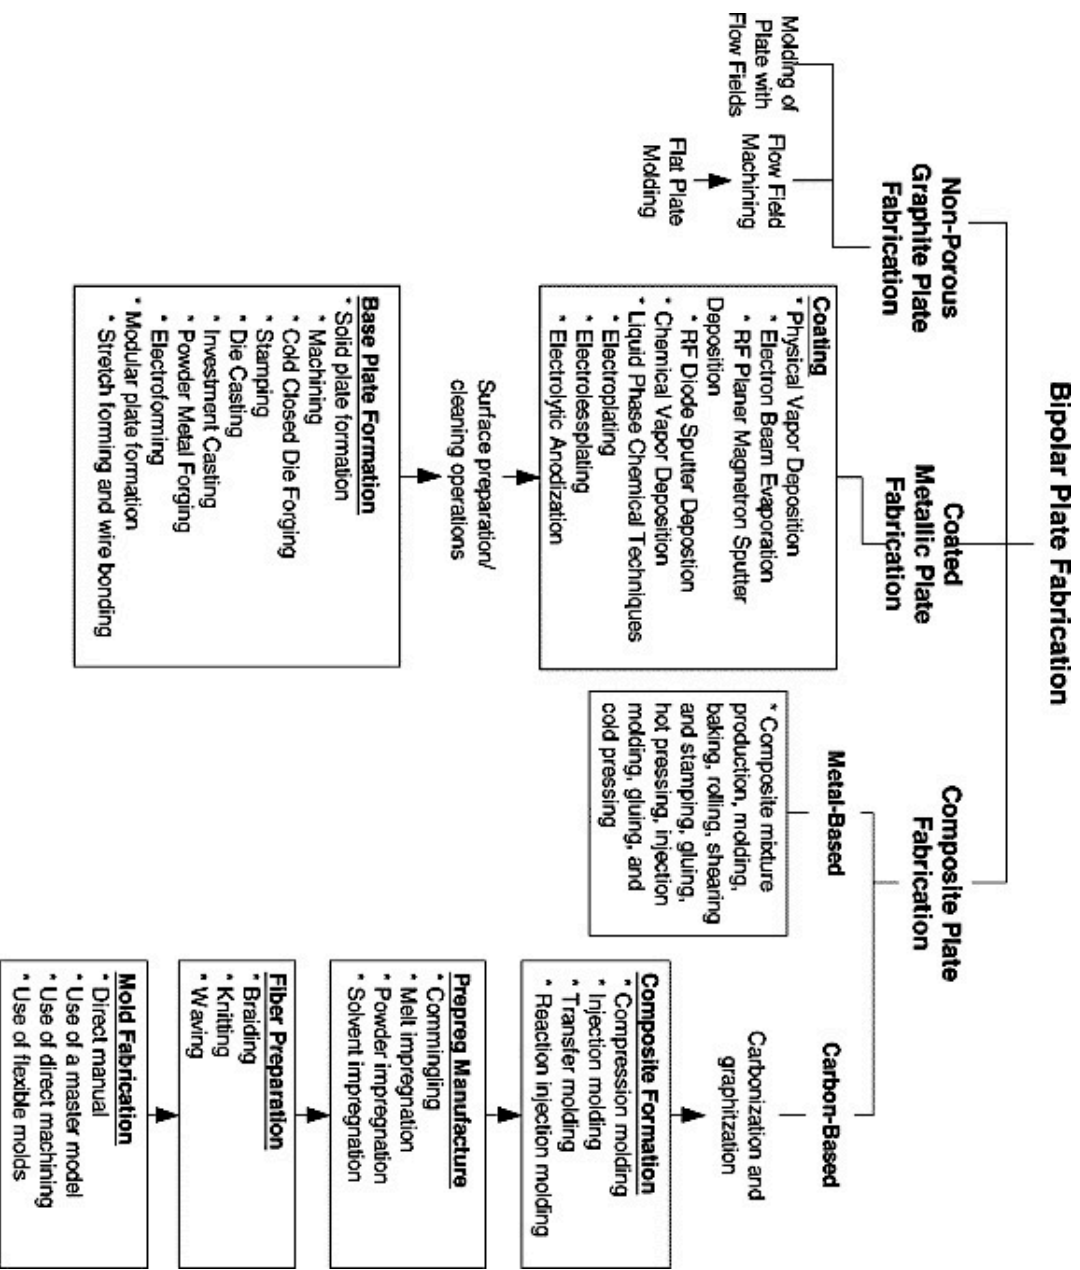 Bipolar Plate Fabrication
Non-Porous
Graphite Plate
Fabrication
Molding of
Plate with
Flow Fields
Flow Field
Machining
Flat Plate
Molding
Coated
Metallic Plate
Fabrication
Coating
* Physical Vapor Deposition
* Electron Beam Evaporation
* RF Planer Magnetron Sputter
Deposition
* RF Diode Sputter Depostion
* Chemical Vapor Deposition
* Liquid Phase Chemical Techniques
* Electroplating
* Electrolessplating
* Electrolytic Anodization
Surface preparation/
cleaning operations
Base Plate Formation
* Solid plate formation
* Machining
* Cold Closed Die Forging
* Stamping
* Die Casting
* Investment Casting
* Powder Metal Forging
* Electroforming
* Modular plate formation
* Stretch forming and wire bonding
Composite Plate
Fabrication
Metal-Based
* Composite mixture
production, molding,
baking, rolling, shearing
and stamping, gluing,
hot pressing, injection
molding, gluing, and
cold pressing
Carbon-Based
Carbonization and
graphitzation
Composite Formation
* Compression molding
* Injection molding
* Transfer molding
* Reaction injection molding
Prepreg Manufacture
* Commingling
* Melt impregnation
* Powder impregnation
* Solvent impregnation
Fiber Preparation
* Braiding
* Knitting
* Waving
Mold Fabrication
* Direct manual
* Use of a master model
* Use of direct machining
* Use of flexible molds